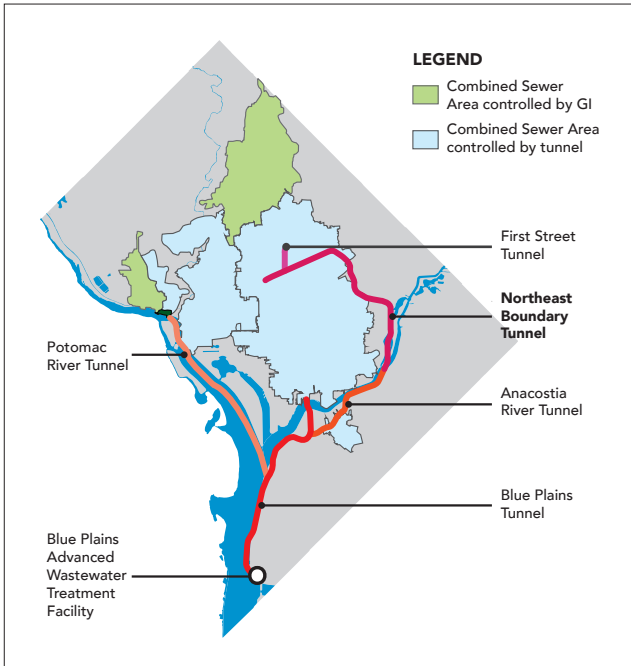 LEGEND
Combined Sewer
Area controlled by GI
Combined Sewer Area
controlled by tunnel
First Street
Tunnel
Northeast
Boundary
Tunnel
Potomac
River Tunnel
Anacostia
River Tunnel
Blue Plains
Tunnel
Blue Plains
Advanced
Wastewater
Treatment
Facility